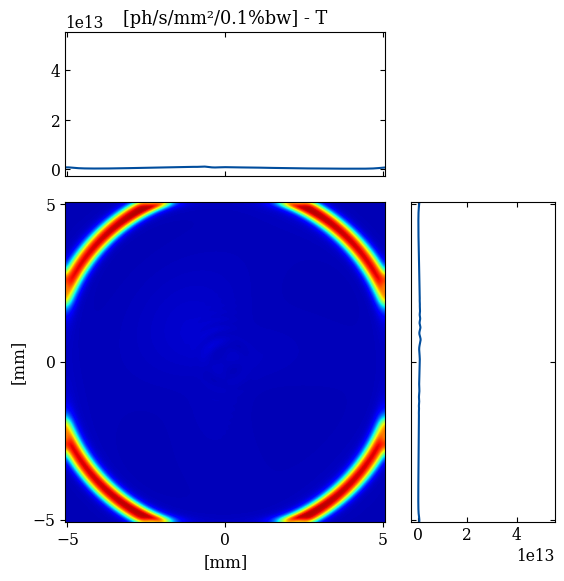 1e13
[ph/s/mm²/0.1%bw] - T
4
2
0
5
0
−5
[mm]
−5 0 5
[mm]
0 4
1e13